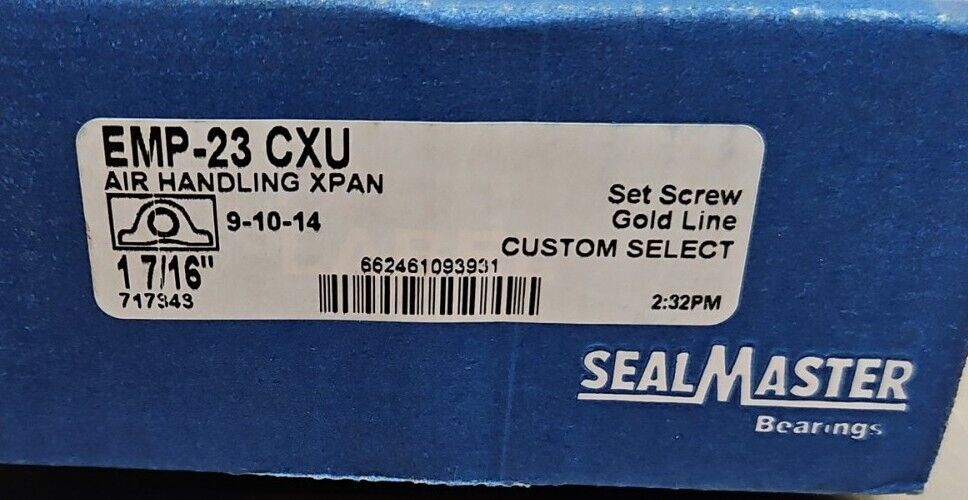 EMP-23 CXU
AIR HANDLING XPAN
9-10-14
1 7/16"
717343
Set Screw
Gold Line
CUSTOM SELECT
662461093931
2:32PM
SEALMASTER
Bearings